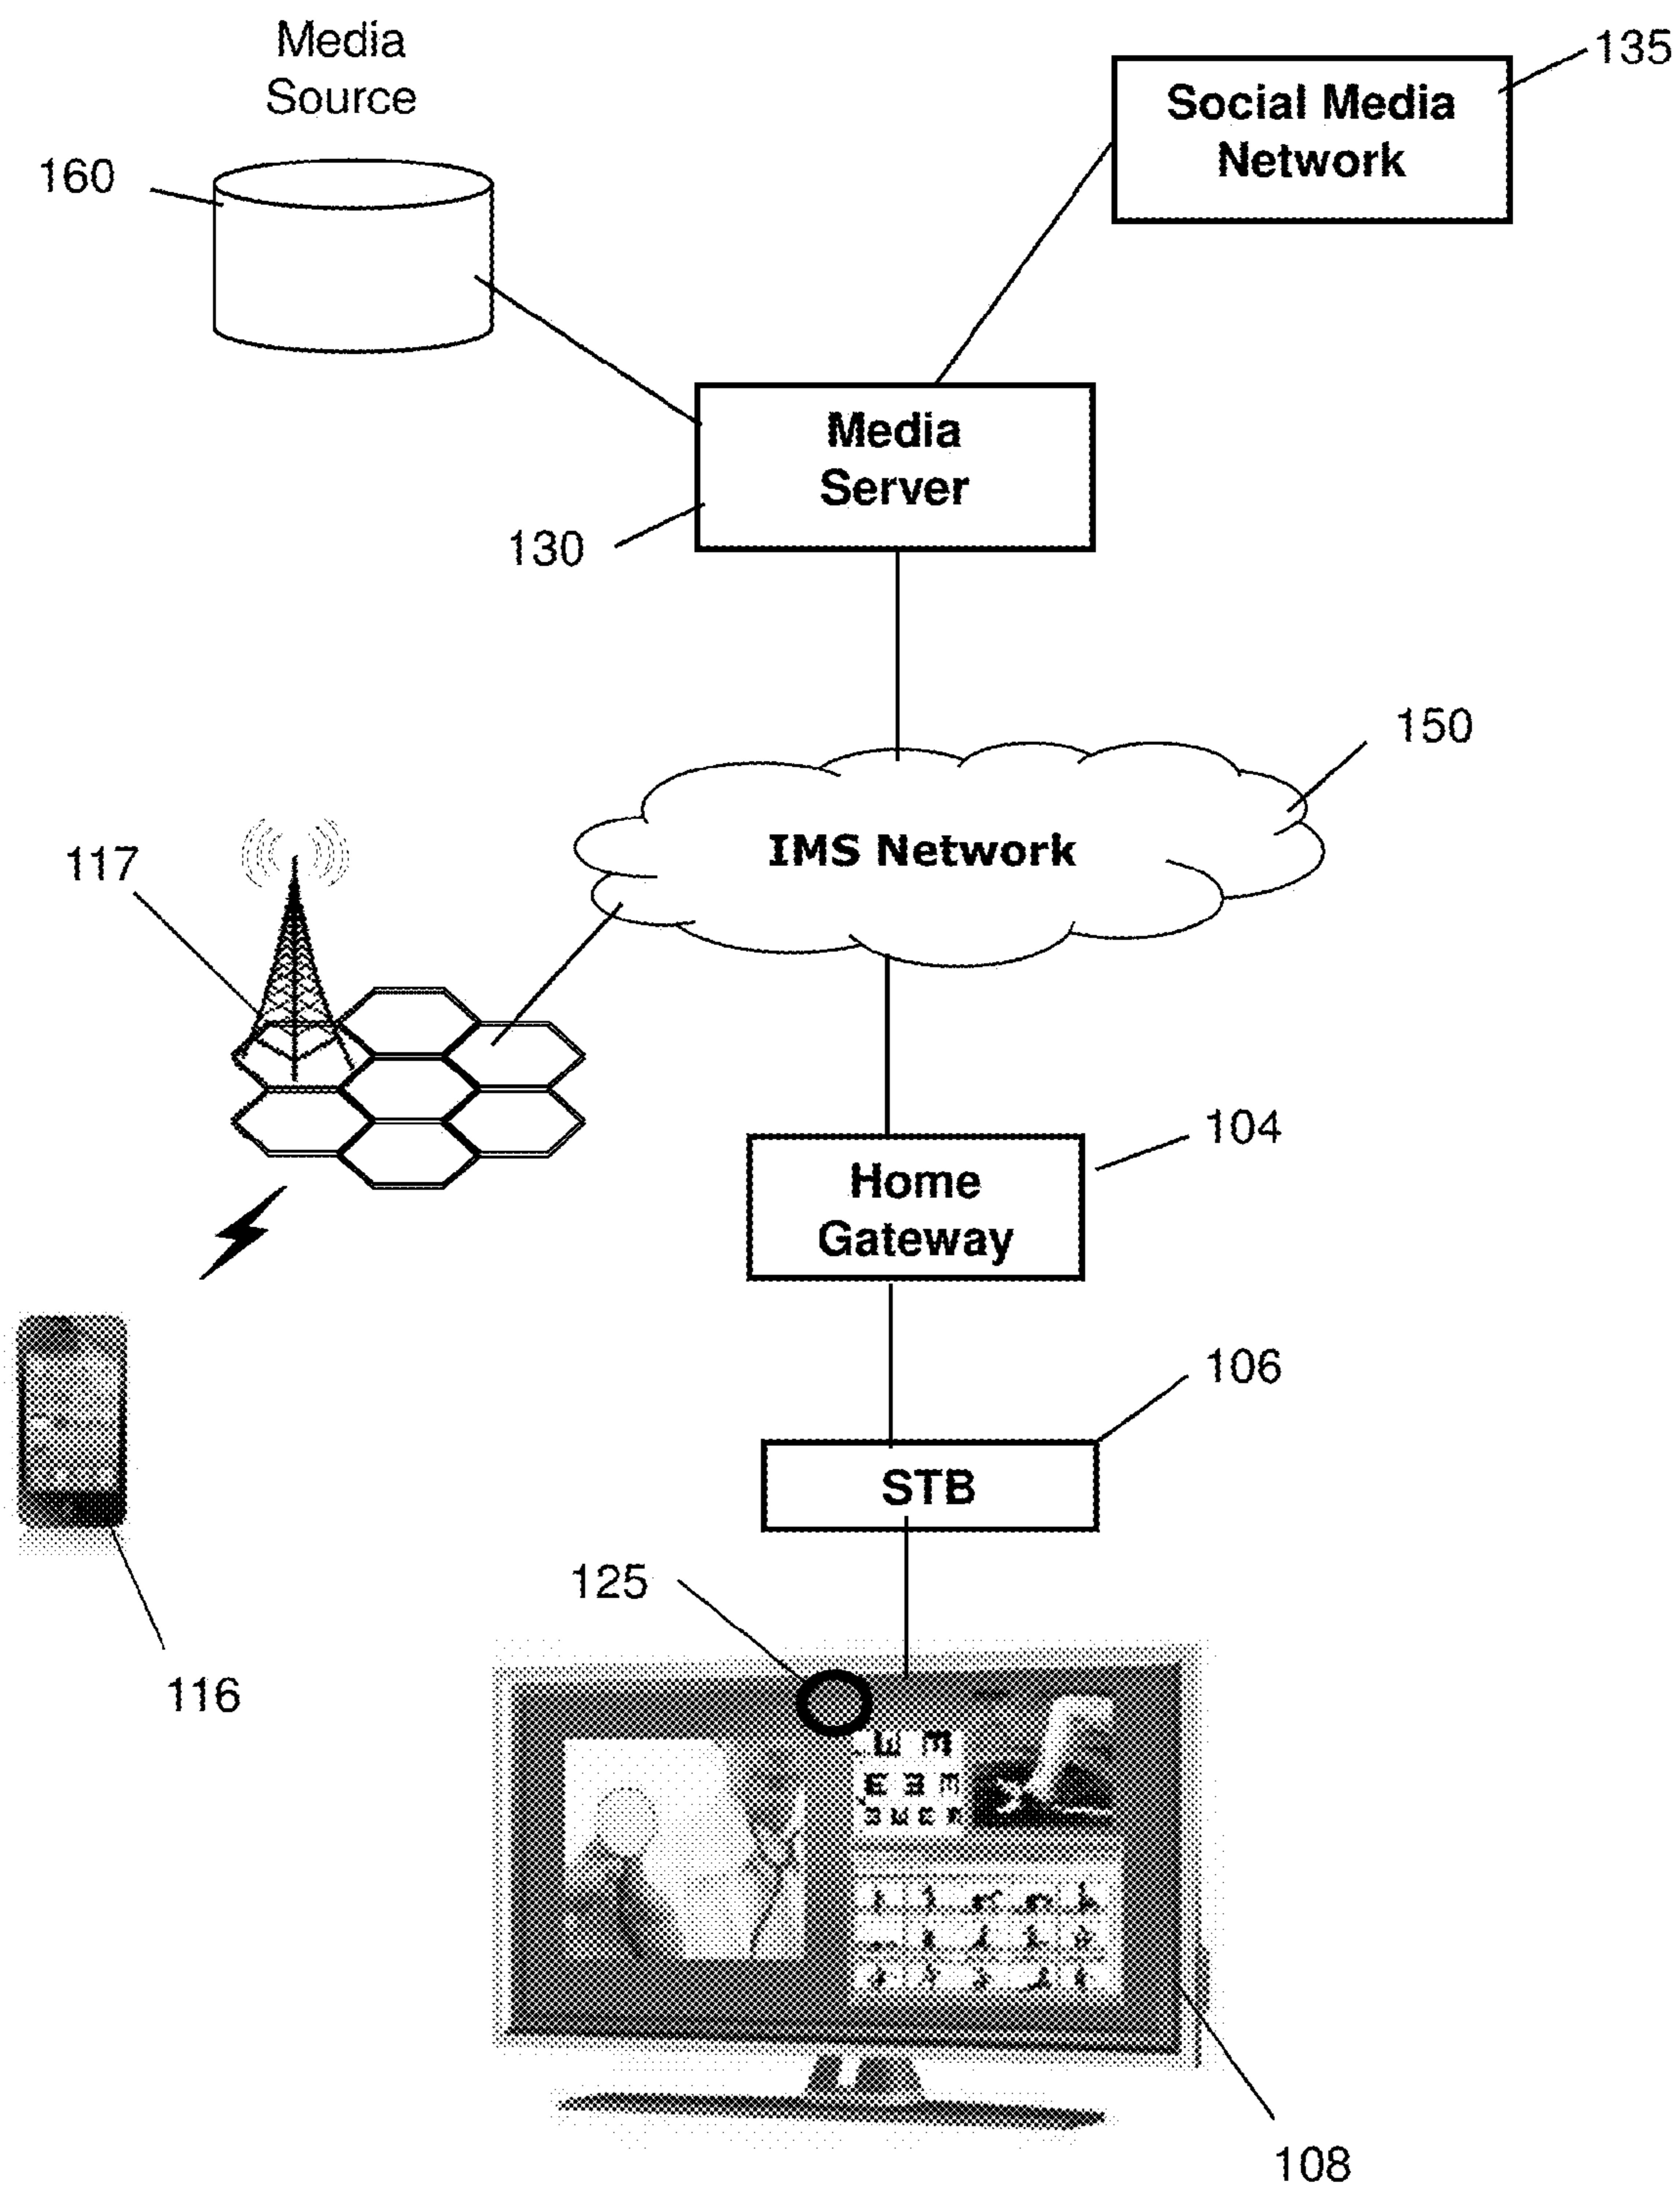 Media
Source
135
Social Media
Network
160
Media
Server
130
150
IMS Network
117
104
Home
Gateway
106
STB
125
116
108